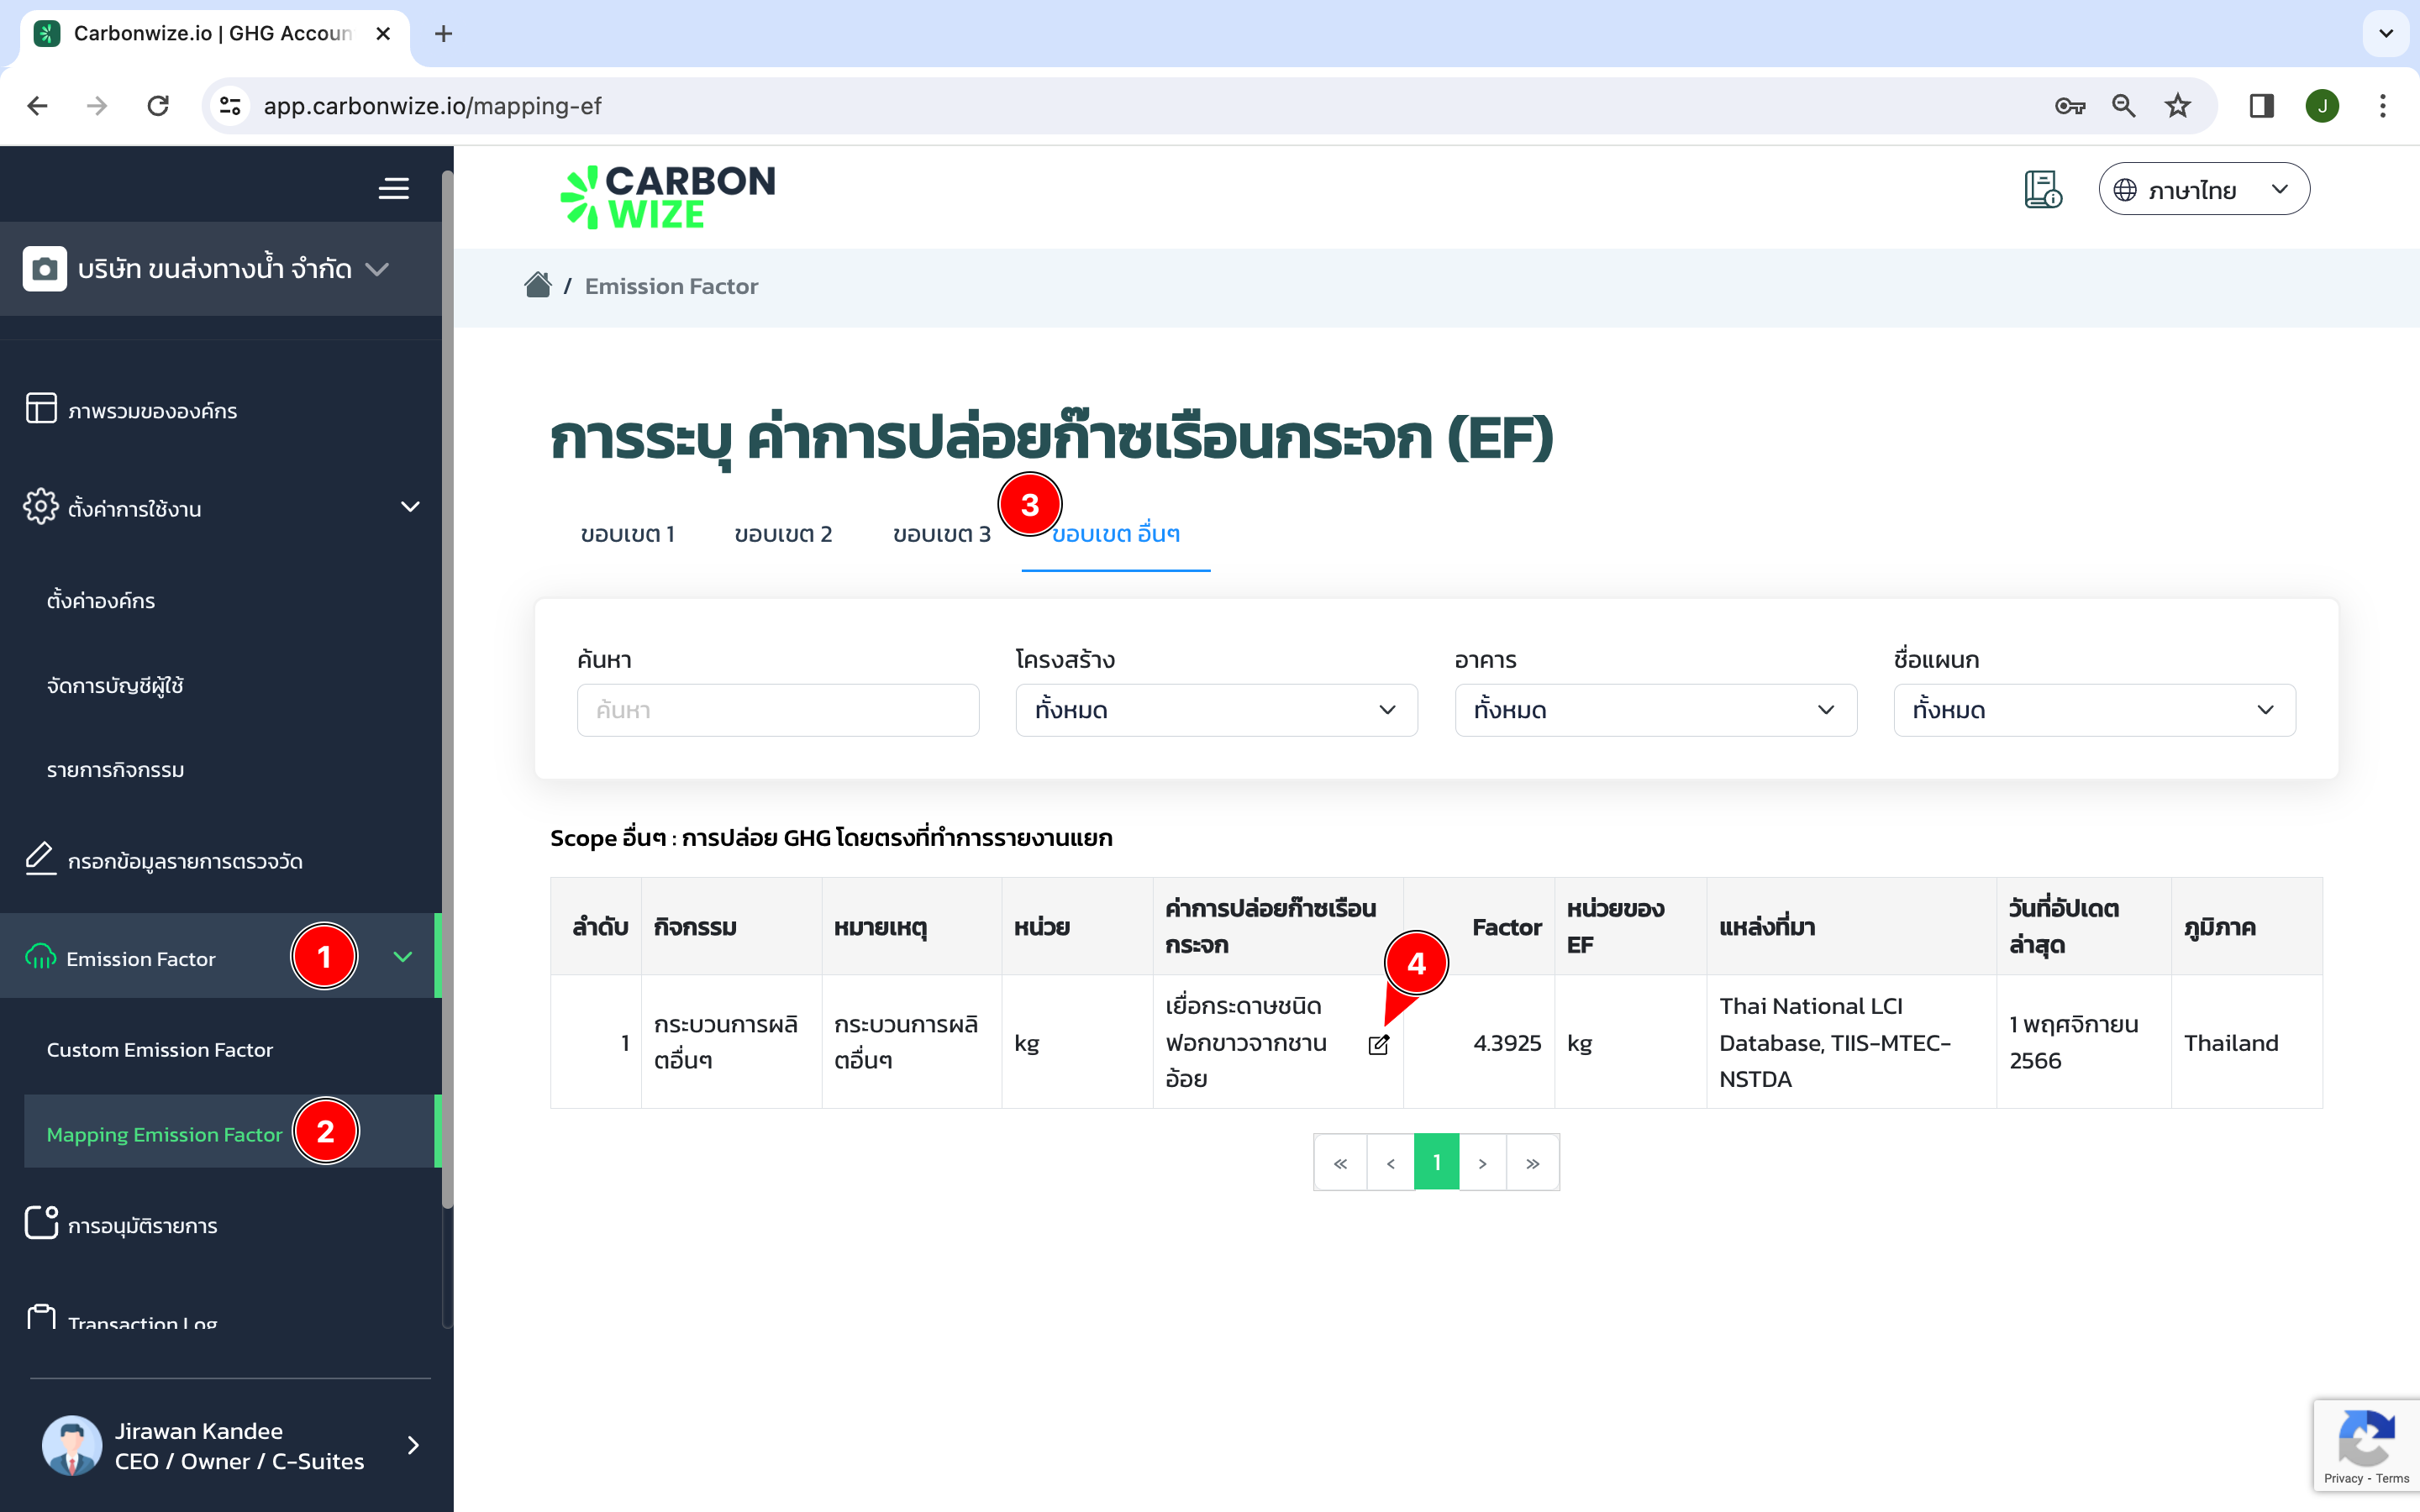 Carbonwize.io | GHG Accoun
app.carbonwize.io/mapping-ef
J
CARBON
WIZE
ภาษาไทย
บริษัท ขนส่งทางน้ำ จำกัด
/ Emission Factor
ภาพรวมขององค์กร
ตั้งค่าการใช้งาน
ตั้งค่าองค์กร
จัดการบัญชีผู้ใช้
รายการกิจกรรม
กรอกข้อมูลรายการตรวจวัด
Emission Factor
1
Custom Emission Factor
Mapping Emission Factor
2
การอนุมัติรายการ
Transaction Log
Jirawan Kandee
CEO / Owner / C-Suites
การระบุ ค่าการปล่อยก๊าซเรือนกระจก (EF)
3
ขอบเขต 1 ขอบเขต 2 ขอบเขต 3 ขอบเขต อื่นๆ
ค้นหา โครงสร้าง อาคาร ชื่อแผนก
ค้นหา ทั้งหมด ทั้งหมด ทั้งหมด
Scope อื่นๆ : การปล่อย GHG โดยตรงที่ทำการรายงานแยก
ลำดับ กิจกรรม หมายเหตุ หน่วย ค่าการปล่อยก๊าซเรือน
กระจก Factor หน่วยของ
EF แหล่งที่มา วันที่อัปเดต
ล่าสุด ภูมิภาค
4
1 กระบวนการผลิ
ตอื่นๆ กระบวนการผลิ
ตอื่นๆ kg เยื่อกระดาษชนิด
ฟอกขาวจากชาน
อ้อย 4.3925 kg Thai National LCI
Database, TIIS-MTEC-
NSTDA 1 พฤศจิกายน
2566 Thailand
« ‹ 1 › »
Privacy - Terms